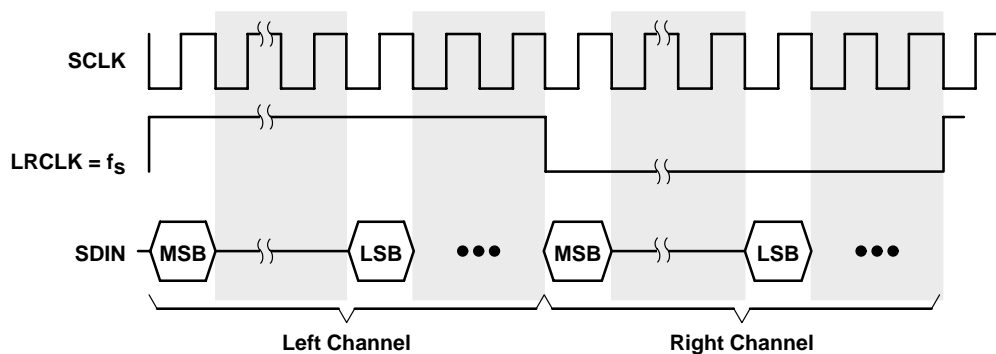 SCLK
LRCLK = fS
SDIN
MSB
LSB
•••
MSB
LSB
•••
Left Channel
Right Channel